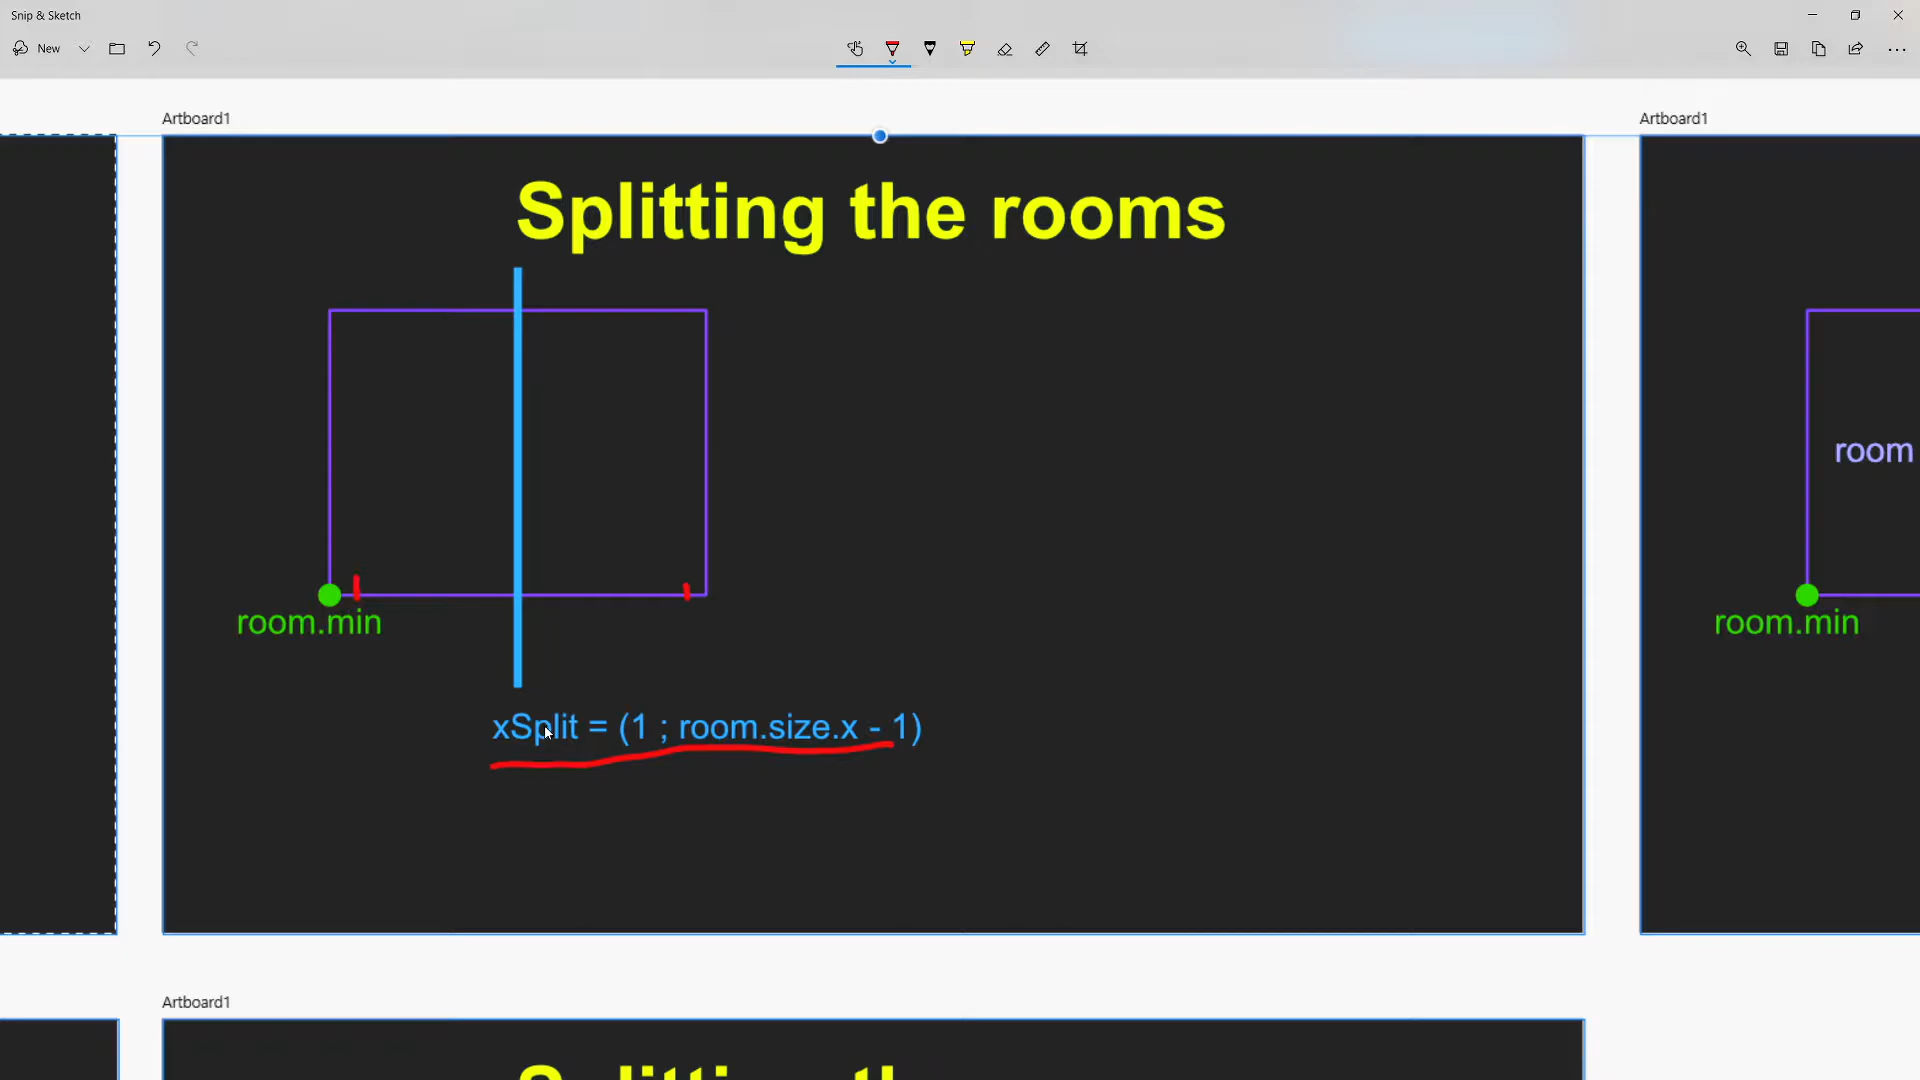 Snip & Sketch
New
Artboard1
Artboard1
Splitting the rooms
room
room.min
room.min
xSplit = (1 ; room.size.x - 1)
Artboard1